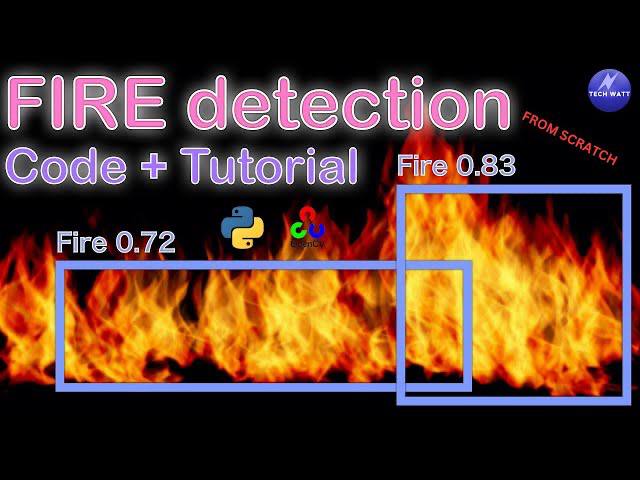 FIRE detection
TECH WATT
FROM SCRATCH
Code + Tutorial
Fire 0.83
Fire 0.72
OpenCV